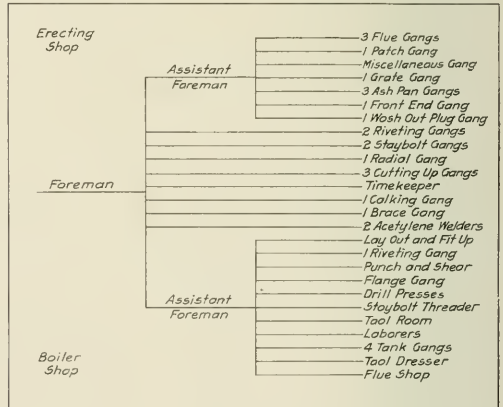 Erecting
Shop
3 Flue Gangs
1 Patch Gang
Miscellaneous Gang
Assistant
Foreman
1 Grate Gang
3 Ash Pan Gangs
1 Front End Gang
1 Wash Out Plug Gang
2 Riveting Gangs
2 Staybolt Gangs
1 Radial Gang
3 Cutting Up Gangs
Foreman
Timekeeper
1 Calking Gang
1 Brace Gang
2 Acetylene Welders
Lay Out and Fit Up
1 Riveting Gang
Punch and Shear
Flange Gang
Assistant
Foreman
Drill Presses
Staybolt Threader
Tool Room
Laborers
4 Tank Gangs
Tool Dresser
Flue Shop
Boiler
Shop